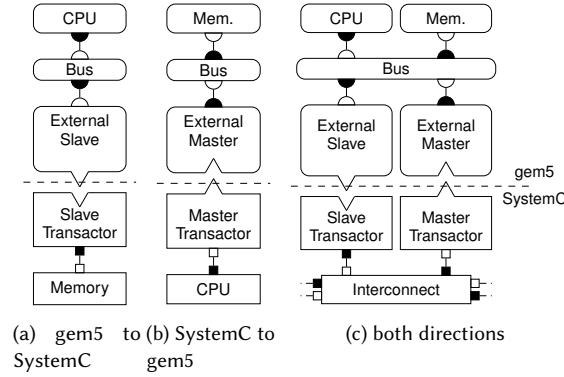 CPU
Bus
External
Slave
Slave
Transactor
Memory
Mem.
Bus
External
Master
Master
Transactor
CPU
CPU
Mem.
Bus
External
Slave
External
Master
gem5
SystemC
Slave
Transactor
Master
Transactor
Interconnect
(a) gem5 to
SystemC
(b) SystemC to
gem5
(c) both directions